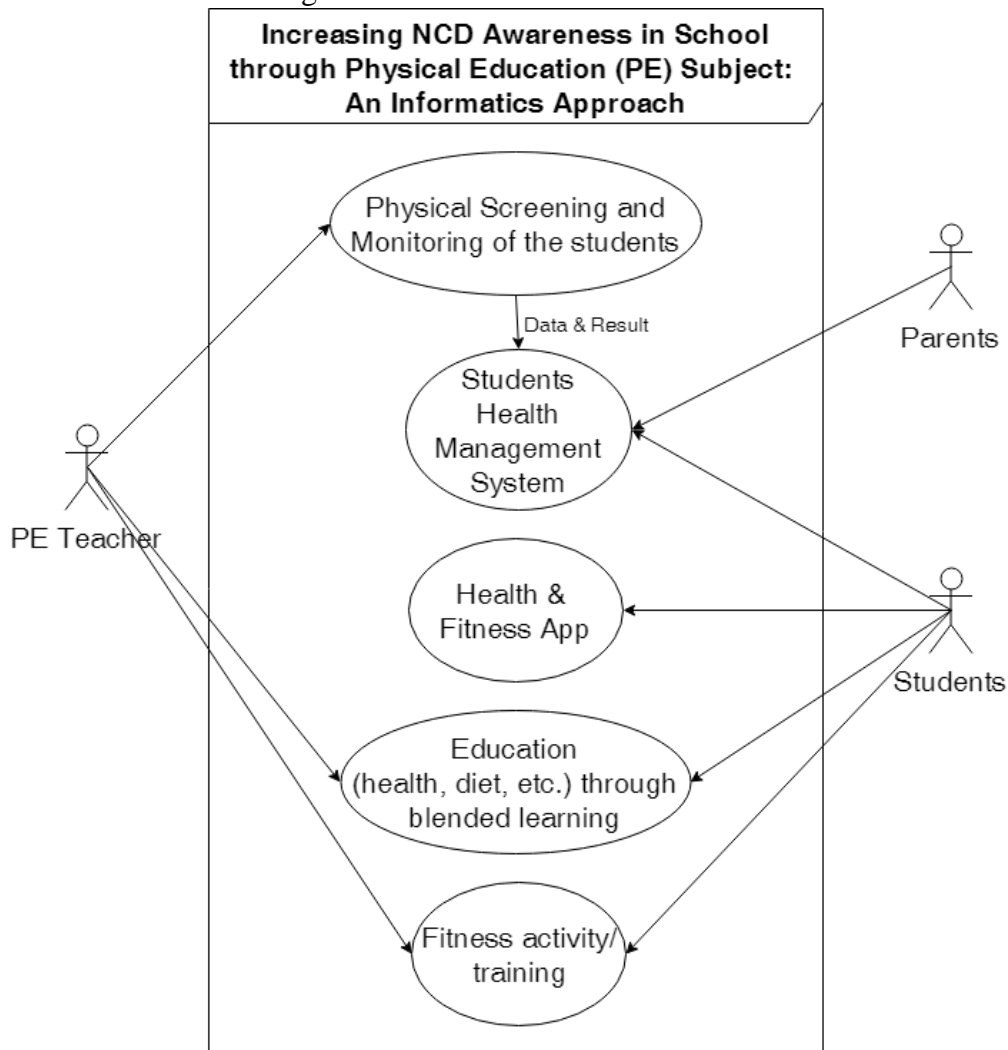 Increasing NCD Awareness in School
through Physical Education (PE) Subject:
An Informatics Approach
Physical Screening and
Monitoring of the students
Data & Result
Parents
Students
Health
Management
System
PE Teacher
Health &
Fitness App
Students
Education
(health, diet, etc.) through
blended learning
Fitness activity/
training